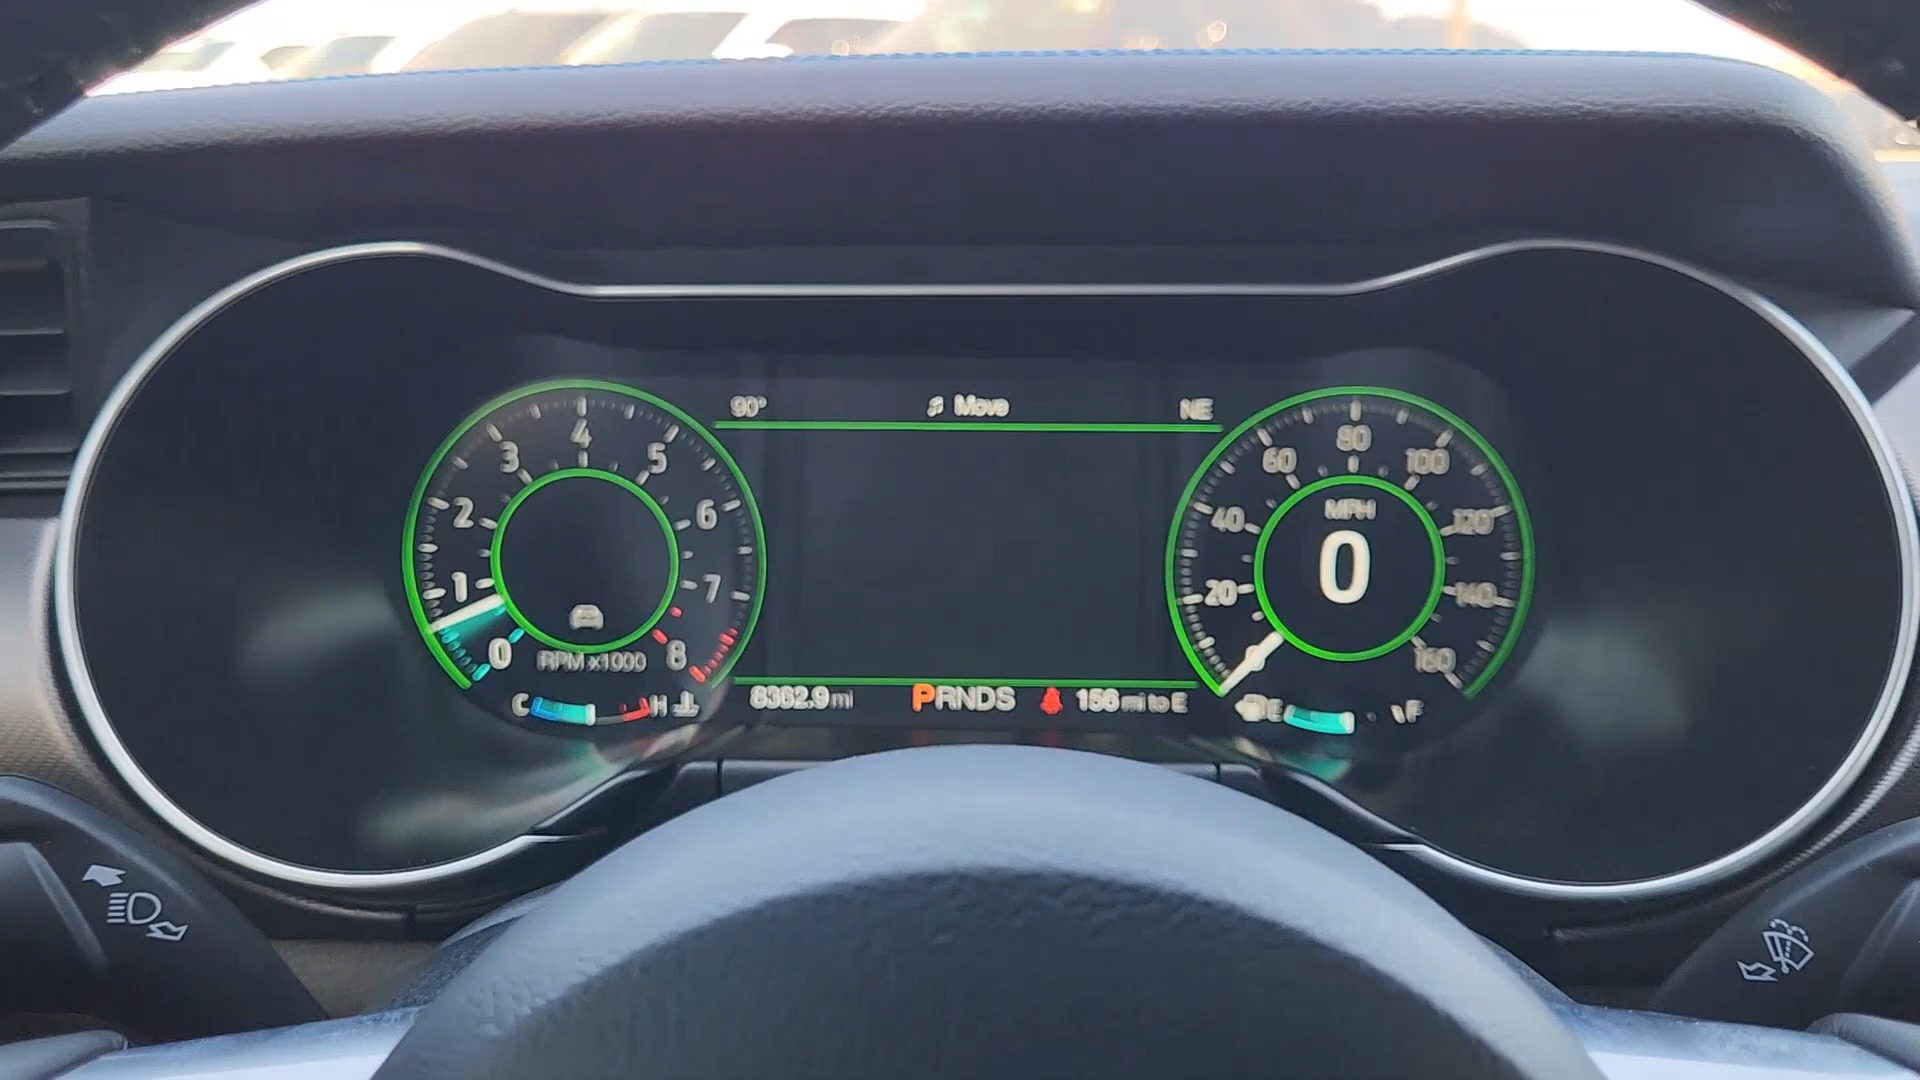 90° Move NE
0 1 2 3 4 5 6 7 8
RPM x1000
C H
20 40 60 80 100 120 140 160
MPH
0
E F
8362.9 mi PRNDS 156 mi to E